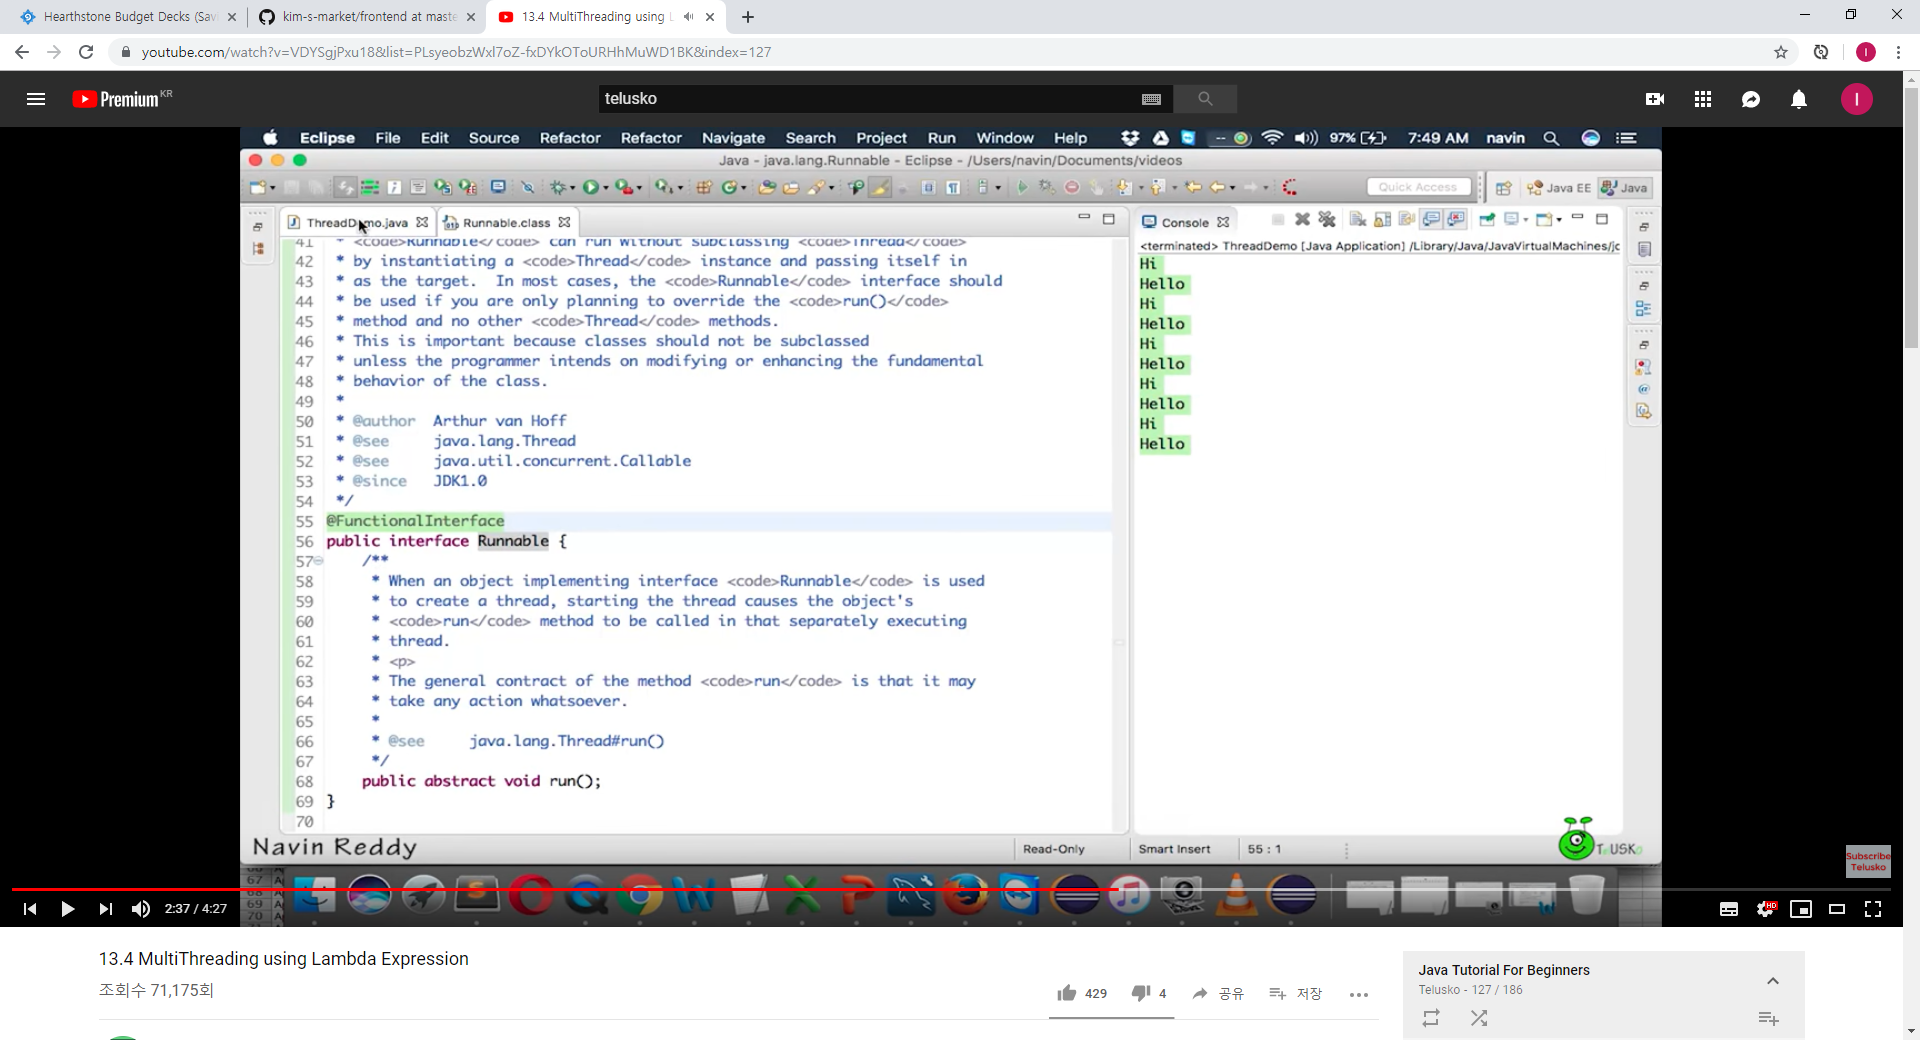 Hearthstone Budget Decks (Sav
kim-s-market/frontend at maste
13.4 MultiThreading using L
youtube.com/watch?v=VDYSgjPxu18&list=PLsyeobzWxl7oZ-fxDYkOToURHhMuWD1BK&index=127
I
Premium KR
telusko
I
Eclipse File Edit Source Refactor Refactor Navigate Search Project Run Window Help 97% 7:49 AM navin
Java - java.lang.Runnable - Eclipse - /Users/navin/Documents/videos
Quick Access Java EE Java
ThreadDemo.java Runnable.class
41 * <code>Runnable</code> can run without subclassing <code>Thread</code>
42 * by instantiating a <code>Thread</code> instance and passing itself in
43 * as the target.  In most cases, the <code>Runnable</code> interface should
44 * be used if you are only planning to override the <code>run()</code>
45 * method and no other <code>Thread</code> methods.
46 * This is important because classes should not be subclassed
47 * unless the programmer intends on modifying or enhancing the fundamental
48 * behavior of the class.
49 *
50 * @author  Arthur van Hoff
51 * @see     java.lang.Thread
52 * @see     java.util.concurrent.Callable
53 * @since   JDK1.0
54 */
55 @FunctionalInterface
56 public interface Runnable {
57 /**
58 * When an object implementing interface <code>Runnable</code> is used
59 * to create a thread, starting the thread causes the object's
60 * <code>run</code> method to be called in that separately executing
61 * thread.
62 * <p>
63 * The general contract of the method <code>run</code> is that it may
64 * take any action whatsoever.
65 *
66 * @see     java.lang.Thread#run()
67 */
68 public abstract void run();
69 }
70
Console
<terminated> ThreadDemo [Java Application] /Library/Java/JavaVirtualMachines/jc
Hi
Hello
Hi
Hello
Hi
Hello
Hi
Hello
Hi
Hello
Navin Reddy
Read-Only Smart Insert 55 : 1
TeLUSKO
Subscribe
Telusko
67
68
69
70
2:37 / 4:27
HD
13.4 MultiThreading using Lambda Expression
조회수 71,175회
429 4 공유 저장
Java Tutorial For Beginners
Telusko - 127 / 186